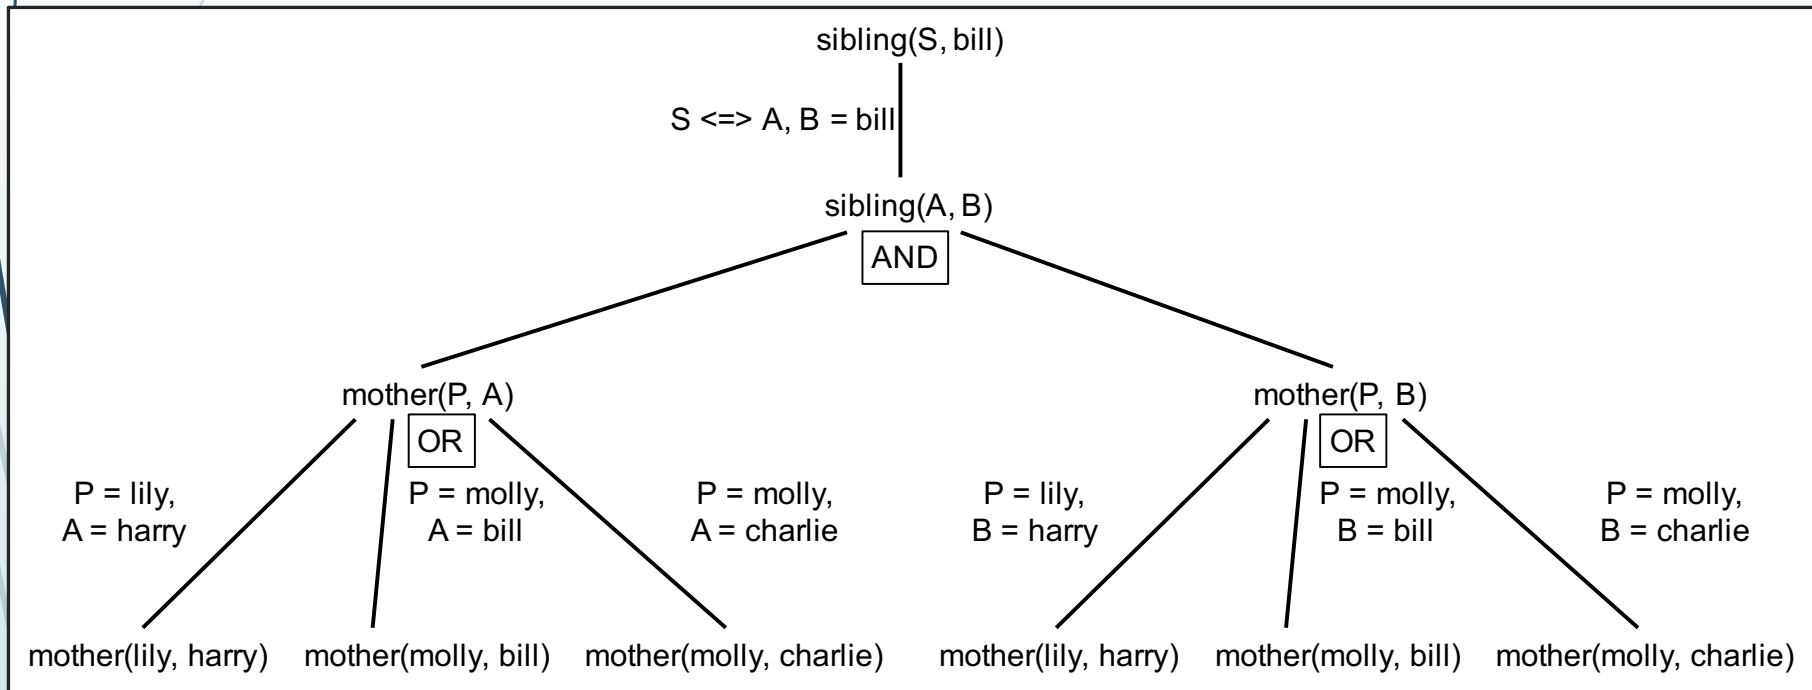 sibling(S, bill)
S <=> A, B = bill
sibling(A, B)
AND
mother(P, A)
OR
mother(P, B)
OR
P = lily,
A = harry
P = molly,
A = bill
P = molly,
A = charlie
P = lily,
B = harry
P = molly,
B = bill
P = molly,
B = charlie
mother(lily, harry)
mother(molly, bill)
mother(molly, charlie)
mother(lily, harry)
mother(molly, bill)
mother(molly, charlie)